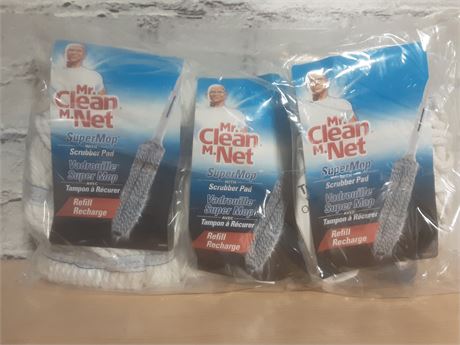 Mr.
Clean
M. Net
SuperMop
WITH
Scrubber Pad
Vadrouille
Super Mop
AVEC
Tampon à Récurer
Refill
Recharge
Mr.
Clean
M. Net
SuperMop
WITH
Scrubber Pad
Vadrouille
Super Mop
AVEC
Tampon à Récurer
Refill
Recharge
Mr.
Clean
M. Net
SuperMop
WITH
Scrubber Pad
Vadrouille
Super Mop
AVEC
Tampon à Récurer
Refill
Recharge